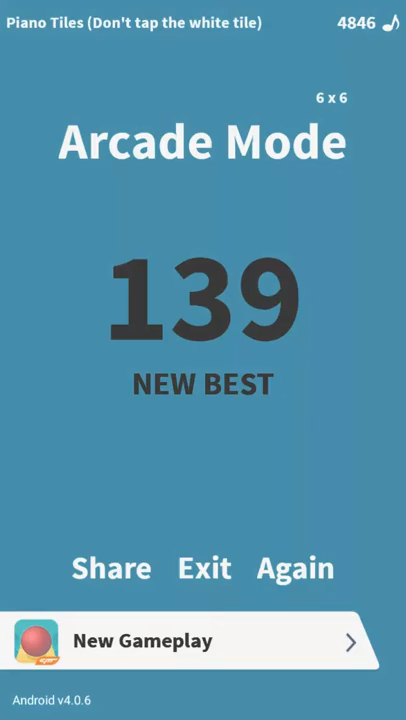 Piano Tiles (Don't tap the white tile) 4846
6 x 6
Arcade Mode
139
NEW BEST
Share Exit Again
New Gameplay
Android v4.0.6